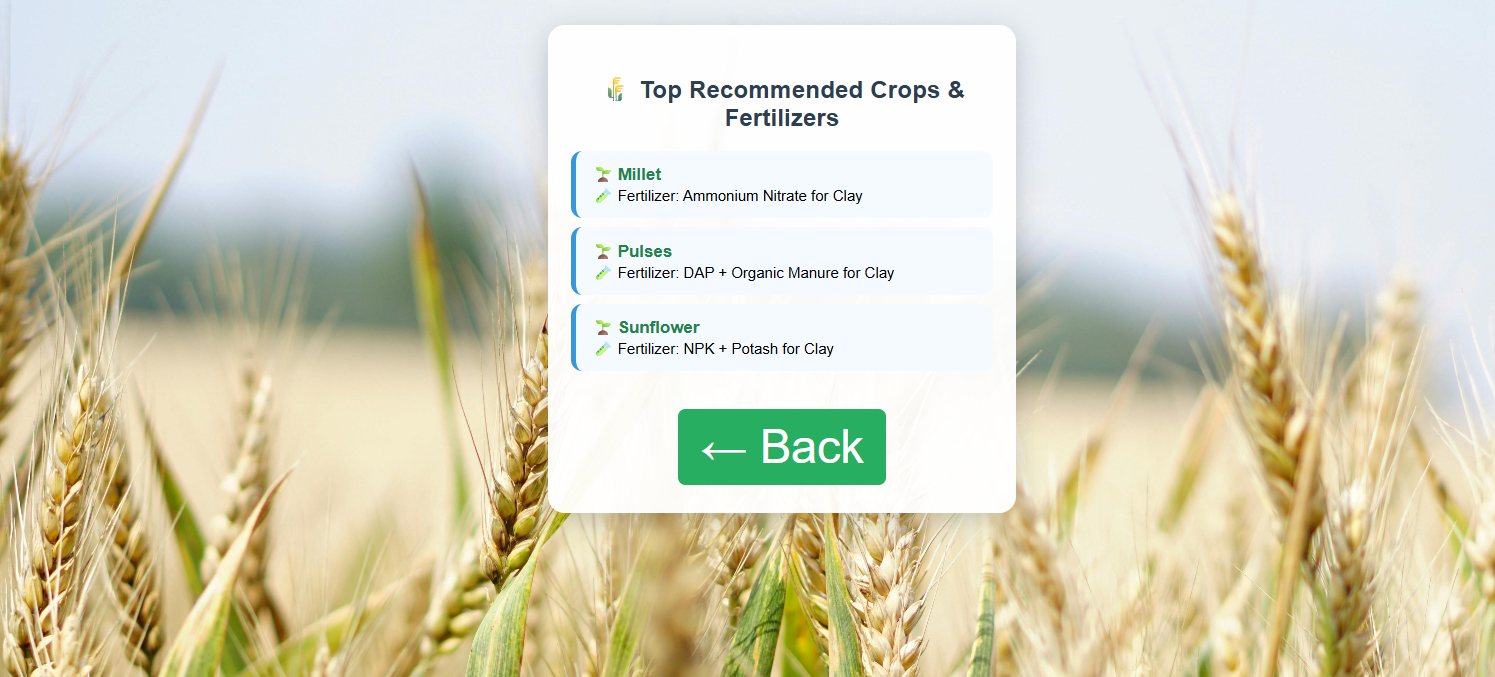 Top Recommended Crops &
Fertilizers
Millet
Fertilizer: Ammonium Nitrate for Clay
Pulses
Fertilizer: DAP + Organic Manure for Clay
Sunflower
Fertilizer: NPK + Potash for Clay
← Back